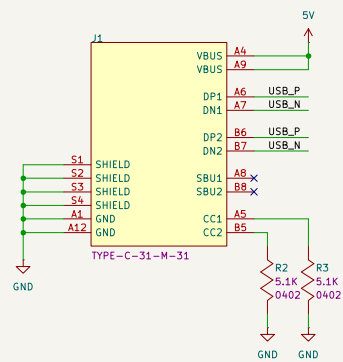 5V
J1
VBUS A4
VBUS A9
DP1 A6 USB_P
DN1 A7 USB_N
DP2 B6 USB_P
DN2 B7 USB_N
S1 SHIELD
S2 SHIELD
S3 SHIELD
S4 SHIELD
A1 GND
A12 GND
SBU1 A8
SBU2 B8
CC1 A5
CC2 B5
TYPE-C-31-M-31
GND
R2
5.1K
0402
R3
5.1K
0402
GND
GND